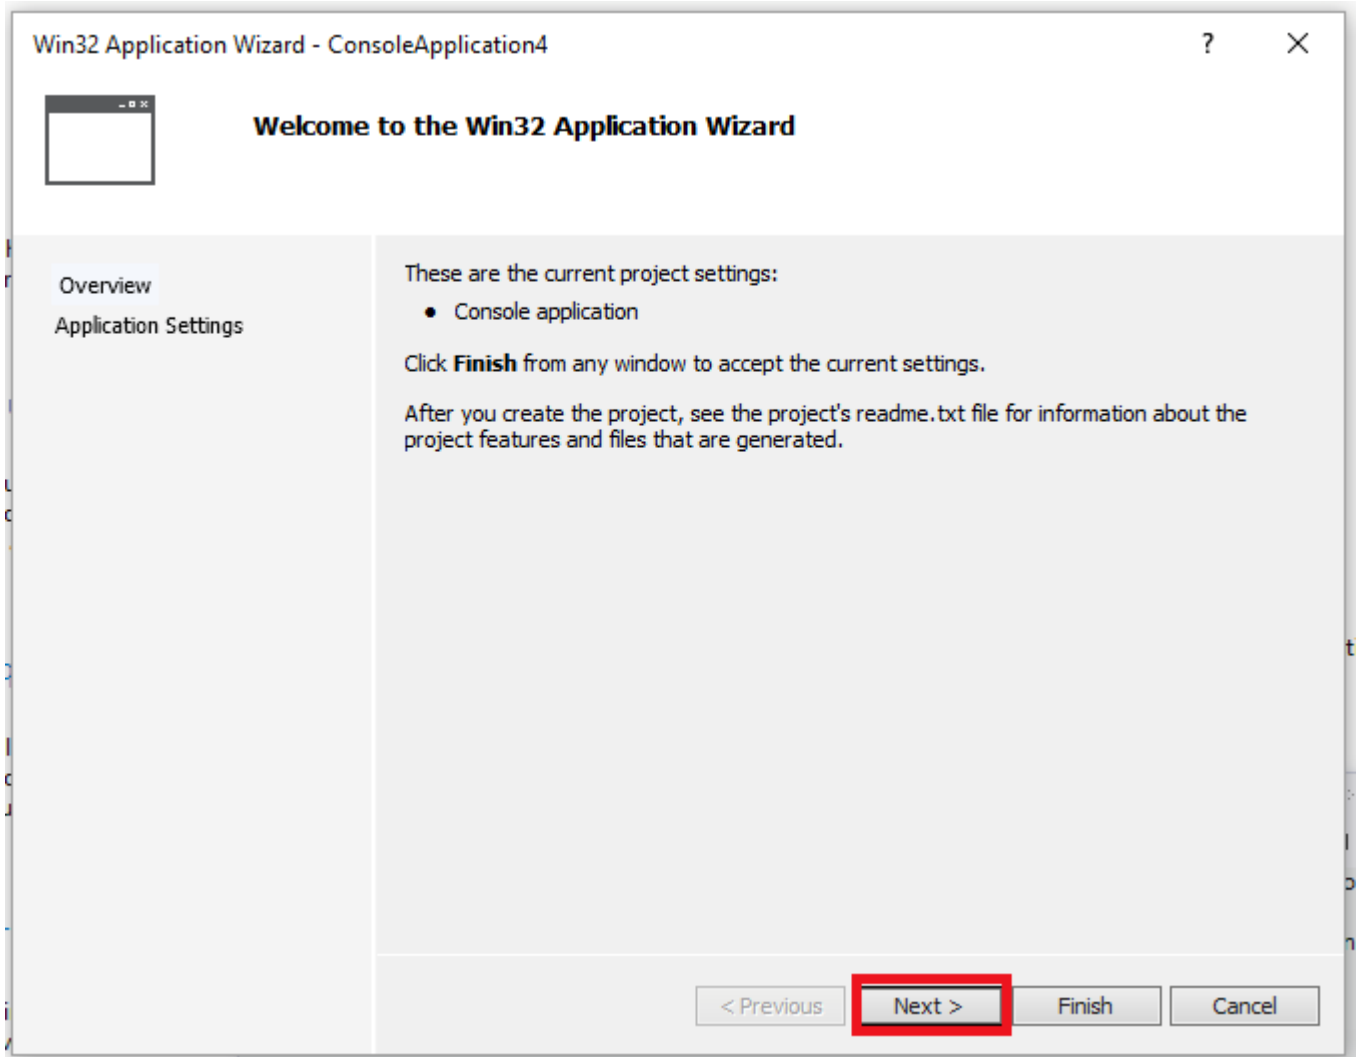 Win32 Application Wizard - ConsoleApplication4
?
Welcome to the Win32 Application Wizard
Overview
Application Settings
These are the current project settings:
• Console application
Click Finish from any window to accept the current settings.
After you create the project, see the project's readme.txt file for information about the
project features and files that are generated.
< Previous
Next >
Finish
Cancel